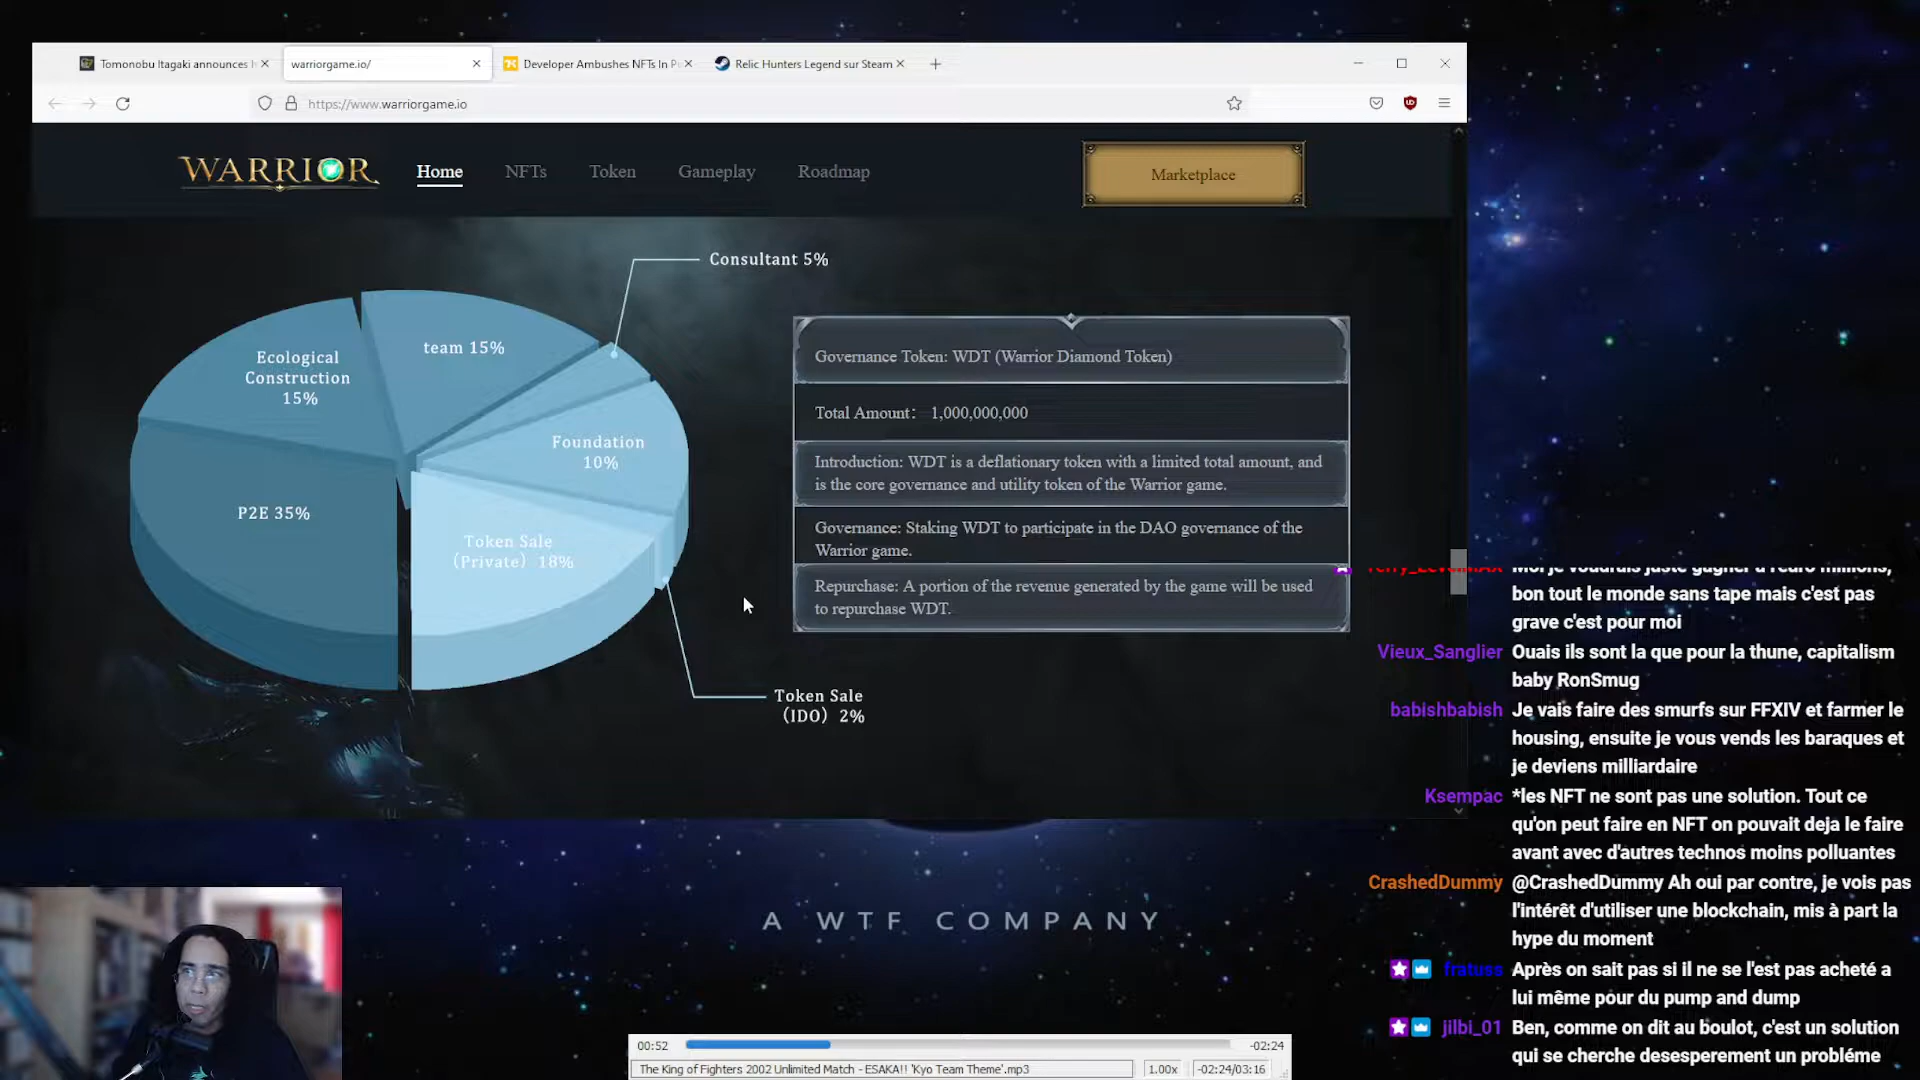 Tomonobu Itagaki announces
warriorgame.io/
Developer Ambushes NFTs In P
Relic Hunters Legend sur Steam
https://www.warriorgame.io
WARRIOR
Home
NFTs
Token
Gameplay
Roadmap
Marketplace
Consultant 5%
team 15%
Ecological
Construction
15%
Foundation
10%
P2E 35%
Token Sale
（Private）18%
Token Sale
（IDO）2%
Governance Token: WDT (Warrior Diamond Token)
Total Amount： 1,000,000,000
Introduction: WDT is a deflationary token with a limited total amount, and
is the core governance and utility token of the Warrior game.
Governance: Staking WDT to participate in the DAO governance of the
Warrior game.
Repurchase: A portion of the revenue generated by the game will be used
to repurchase WDT.
Moi je voudrais juste gagner a l'euro millions,
bon tout le monde sans tape mais c'est pas
grave c'est pour moi
Vieux_Sanglier Ouais ils sont la que pour la thune, capitalism
baby RonSmug
babishbabish Je vais faire des smurfs sur FFXIV et farmer le
housing, ensuite je vous vends les baraques et
je deviens milliardaire
Ksempac *les NFT ne sont pas une solution. Tout ce
qu'on peut faire en NFT on pouvait deja le faire
avant avec d'autres technos moins polluantes
CrashedDummy @CrashedDummy Ah oui par contre, je vois pas
l'intérêt d'utiliser une blockchain, mis à part la
hype du moment
fratuss Après on sait pas si il ne se l'est pas acheté a
lui même pour du pump and dump
jilbi_01 Ben, comme on dit au boulot, c'est un solution
qui se cherche desesperement un probléme
A WTF COMPANY
00:52
-02:24
The King of Fighters 2002 Unlimited Match - ESAKA!! 'Kyo Team Theme'.mp3
1.00x
-02:24/03:16